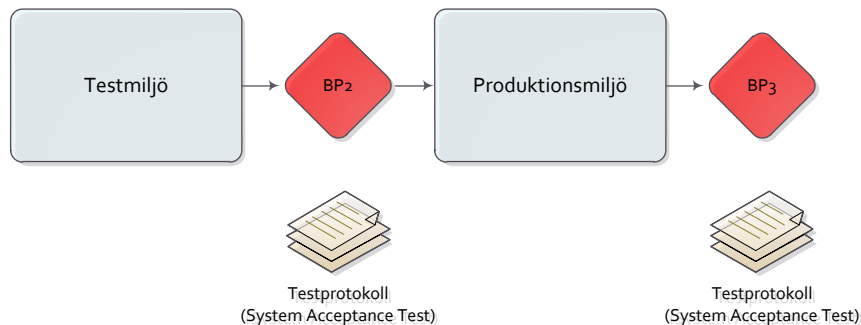 Testmiljö
BP2
Produktionsmiljö
BP3
Testprotokoll
(System Acceptance Test)
Testprotokoll
(System Acceptance Test)